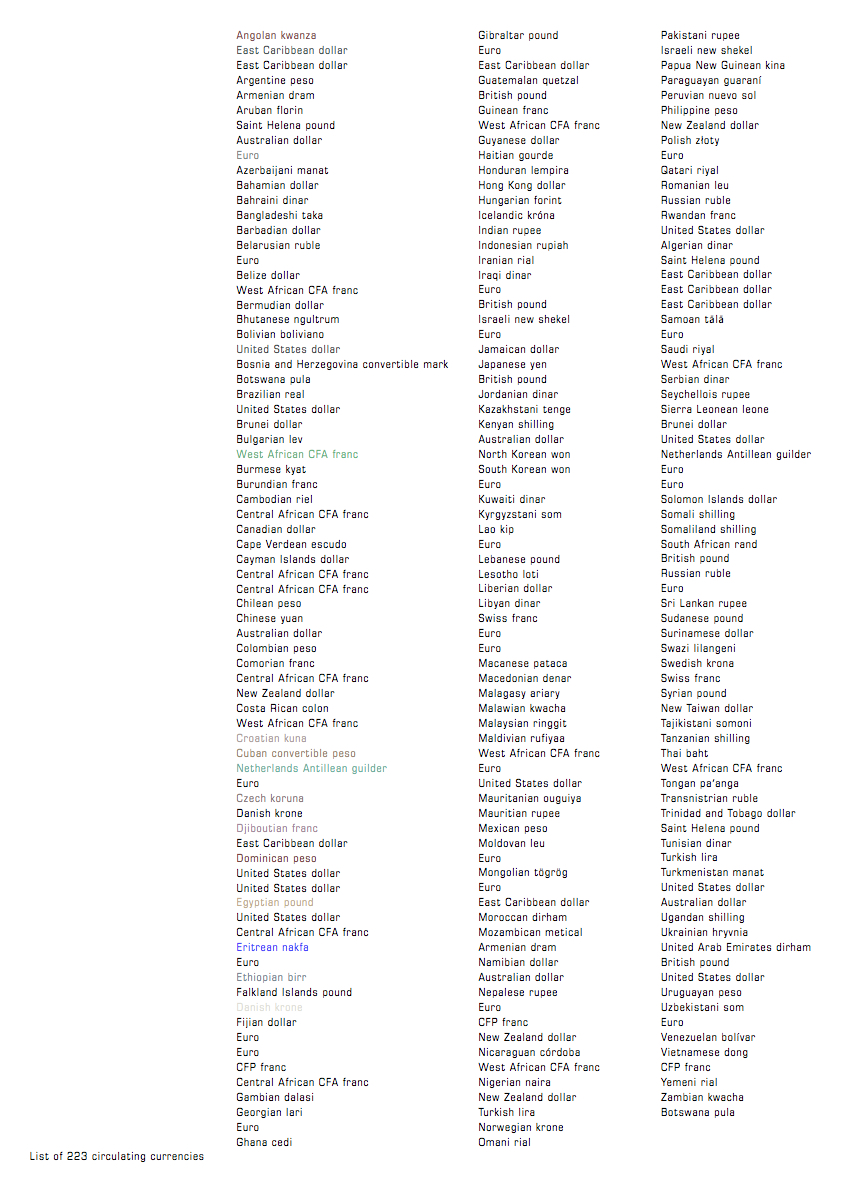 Angolan kwanza
East Caribbean dollar
East Caribbean dollar
Argentine peso
Armenian dram
Aruban florin
Saint Helena pound
Australian dollar
Euro
Azerbaijani manat
Bahamian dollar
Bahraini dinar
Bangladeshi taka
Barbadian dollar
Belarusian ruble
Euro
Belize dollar
West African CFA franc
Bermudian dollar
Bhutanese ngultrum
Bolivian boliviano
United States dollar
Bosnia and Herzegovina convertible mark
Botswana pula
Brazilian real
United States dollar
Brunei dollar
Bulgarian lev
West African CFA franc
Burmese kyat
Burundian franc
Cambodian riel
Central African CFA franc
Canadian dollar
Cape Verdean escudo
Cayman Islands dollar
Central African CFA franc
Central African CFA franc
Chilean peso
Chinese yuan
Australian dollar
Colombian peso
Comorian franc
Central African CFA franc
New Zealand dollar
Costa Rican colon
West African CFA franc
Croatian kuna
Cuban convertible peso
Netherlands Antillean guilder
Euro
Czech koruna
Danish krone
Djiboutian franc
East Caribbean dollar
Dominican peso
United States dollar
United States dollar
Egyptian pound
United States dollar
Central African CFA franc
Eritrean nakfa
Euro
Ethiopian birr
Falkland Islands pound
Danish krone
Fijian dollar
Euro
Euro
CFP franc
Central African CFA franc
Gambian dalasi
Georgian lari
Euro
Ghana cedi
Gibraltar pound
Euro
East Caribbean dollar
Guatemalan quetzal
British pound
Guinean franc
West African CFA franc
Guyanese dollar
Haitian gourde
Honduran lempira
Hong Kong dollar
Hungarian forint
Icelandic króna
Indian rupee
Indonesian rupiah
Iranian rial
Iraqi dinar
Euro
British pound
Israeli new shekel
Euro
Jamaican dollar
Japanese yen
British pound
Jordanian dinar
Kazakhstani tenge
Kenyan shilling
Australian dollar
North Korean won
South Korean won
Euro
Kuwaiti dinar
Kyrgyzstani som
Lao kip
Euro
Lebanese pound
Lesotho loti
Liberian dollar
Libyan dinar
Swiss franc
Euro
Euro
Macanese pataca
Macedonian denar
Malagasy ariary
Malawian kwacha
Malaysian ringgit
Maldivian rufiyaa
West African CFA franc
Euro
United States dollar
Mauritanian ouguiya
Mauritian rupee
Mexican peso
Moldovan leu
Euro
Mongolian tögrög
Euro
East Caribbean dollar
Moroccan dirham
Mozambican metical
Armenian dram
Namibian dollar
Australian dollar
Nepalese rupee
Euro
CFP franc
New Zealand dollar
Nicaraguan córdoba
West African CFA franc
Nigerian naira
New Zealand dollar
Turkish lira
Norwegian krone
Omani rial
Pakistani rupee
Israeli new shekel
Papua New Guinean kina
Paraguayan guaraní
Peruvian nuevo sol
Philippine peso
New Zealand dollar
Polish złoty
Euro
Qatari riyal
Romanian leu
Russian ruble
Rwandan franc
United States dollar
Algerian dinar
Saint Helena pound
East Caribbean dollar
East Caribbean dollar
East Caribbean dollar
Samoan tālā
Euro
Saudi riyal
West African CFA franc
Serbian dinar
Seychellois rupee
Sierra Leonean leone
Brunei dollar
United States dollar
Netherlands Antillean guilder
Euro
Euro
Solomon Islands dollar
Somali shilling
Somaliland shilling
South African rand
British pound
Russian ruble
Euro
Sri Lankan rupee
Sudanese pound
Surinamese dollar
Swazi lilangeni
Swedish krona
Swiss franc
Syrian pound
New Taiwan dollar
Tajikistani somoni
Tanzanian shilling
Thai baht
West African CFA franc
Tongan paʻanga
Transnistrian ruble
Trinidad and Tobago dollar
Saint Helena pound
Tunisian dinar
Turkish lira
Turkmenistan manat
United States dollar
Australian dollar
Ugandan shilling
Ukrainian hryvnia
United Arab Emirates dirham
British pound
United States dollar
Uruguayan peso
Uzbekistani som
Euro
Venezuelan bolívar
Vietnamese dong
CFP franc
Yemeni rial
Zambian kwacha
Botswana pula
List of 223 circulating currencies